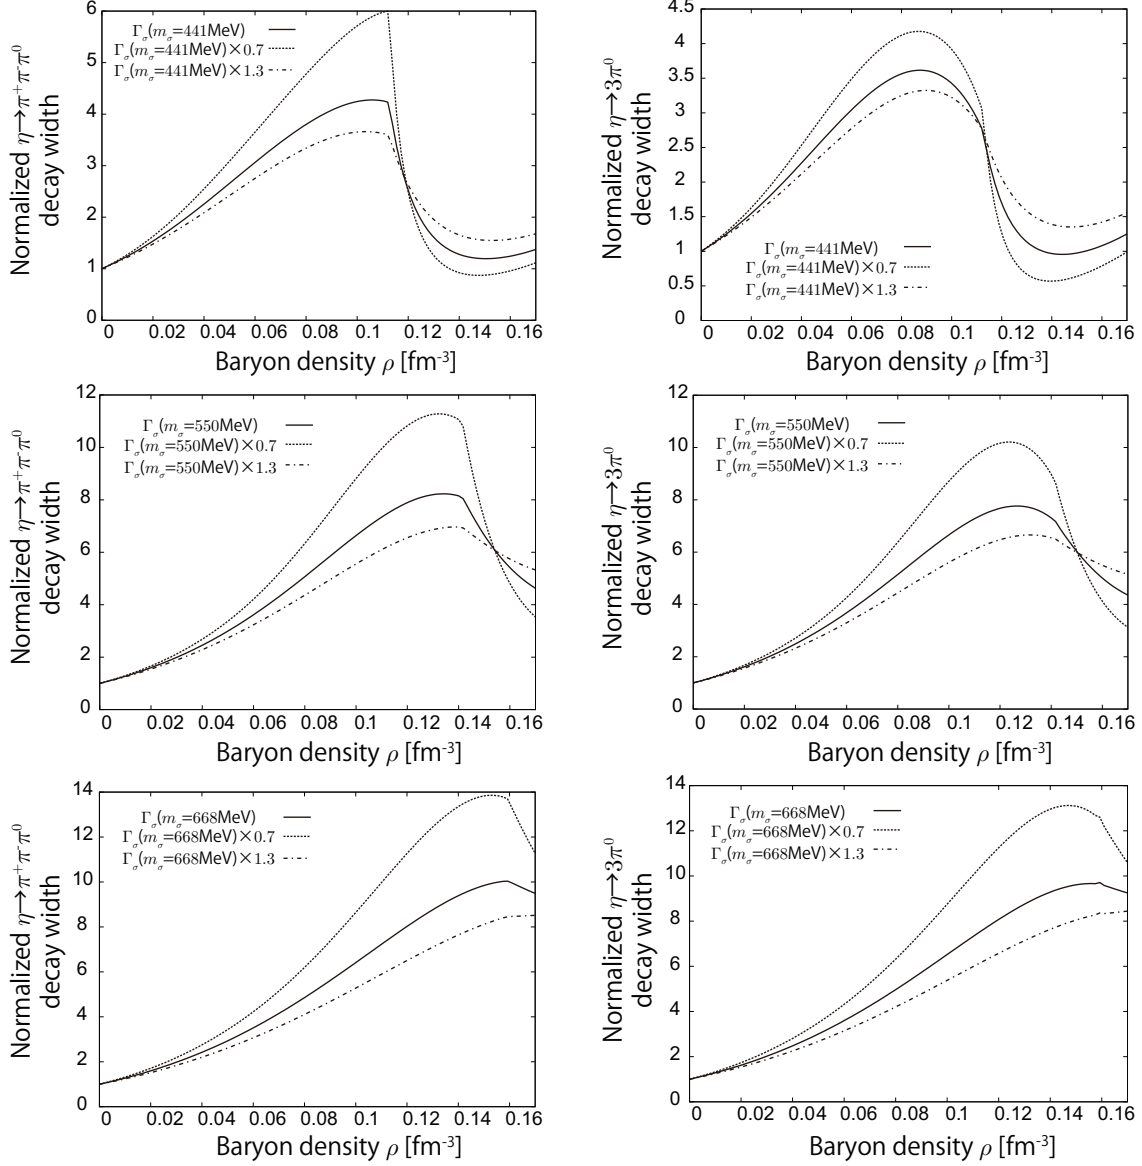 Normalized η→π⁺π⁻π⁰
decay width
Γσ(mσ=441MeV)
Γσ(mσ=441MeV)×0.7
Γσ(mσ=441MeV)×1.3
6
5
4
3
2
1
0
0 0.02 0.04 0.06 0.08 0.1 0.12 0.14 0.16
Baryon density ρ [fm⁻³]
Normalized η→3π⁰
decay width
4.5
4
3.5
3
2.5
2
1.5
1
0.5
0
Γσ(mσ=441MeV)
Γσ(mσ=441MeV)×0.7
Γσ(mσ=441MeV)×1.3
0 0.02 0.04 0.06 0.08 0.1 0.12 0.14 0.16
Baryon density ρ [fm⁻³]
Normalized η→π⁺π⁻π⁰
decay width
Γσ(mσ=550MeV)
Γσ(mσ=550MeV)×0.7
Γσ(mσ=550MeV)×1.3
12
10
8
6
4
2
0
0 0.02 0.04 0.06 0.08 0.1 0.12 0.14 0.16
Baryon density ρ [fm⁻³]
Normalized η→3π⁰
decay width
Γσ(mσ=550MeV)
Γσ(mσ=550MeV)×0.7
Γσ(mσ=550MeV)×1.3
12
10
8
6
4
2
0
0 0.02 0.04 0.06 0.08 0.1 0.12 0.14 0.16
Baryon density ρ [fm⁻³]
Normalized η→π⁺π⁻π⁰
decay width
Γσ(mσ=668MeV)
Γσ(mσ=668MeV)×0.7
Γσ(mσ=668MeV)×1.3
14
12
10
8
6
4
2
0
0 0.02 0.04 0.06 0.08 0.1 0.12 0.14 0.16
Baryon density ρ [fm⁻³]
Normalized η→3π⁰
decay width
Γσ(mσ=668MeV)
Γσ(mσ=668MeV)×0.7
Γσ(mσ=668MeV)×1.3
14
12
10
8
6
4
2
0
0 0.02 0.04 0.06 0.08 0.1 0.12 0.14 0.16
Baryon density ρ [fm⁻³]